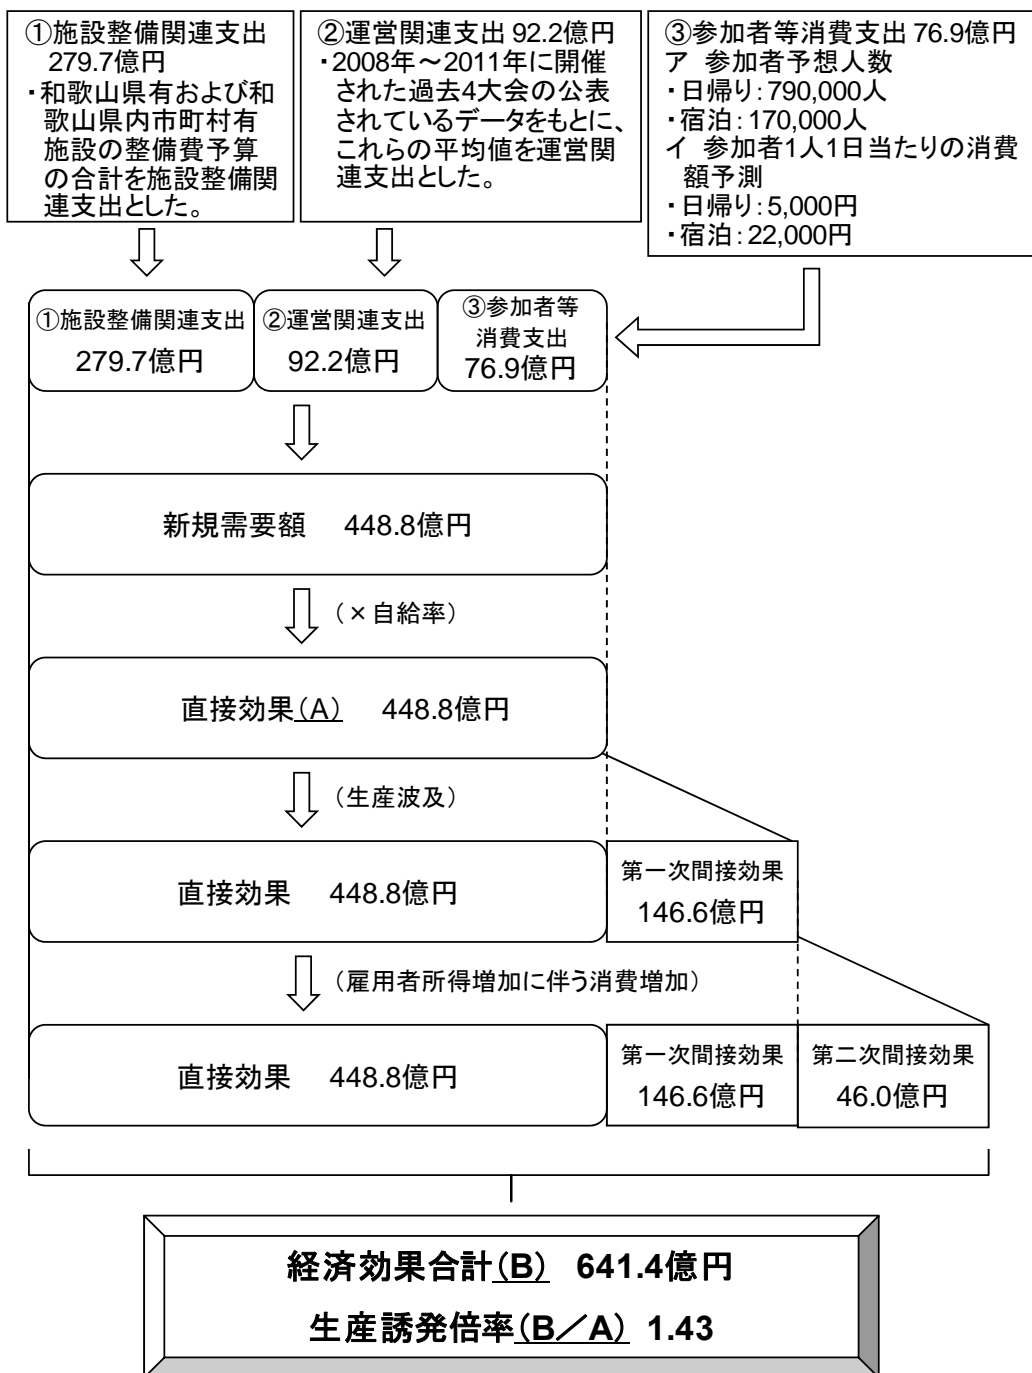 ①施設整備関連支出
279.7億円
・和歌山県有および和
歌山県内市町村有
施設の整備費予算
の合計を施設整備関
連支出とした。
②運営関連支出 92.2億円
・2008年～2011年に開催
された過去4大会の公表
されているデータをもとに、
これらの平均値を運営関
連支出とした。
③参加者等消費支出 76.9億円
ア 参加者予想人数
・日帰り：790,000人
・宿泊：170,000人
イ 参加者1人1日当たりの消費
額予測
・日帰り：5,000円
・宿泊：22,000円
①施設整備関連支出
279.7億円
②運営関連支出
92.2億円
③参加者等
消費支出
76.9億円
新規需要額 448.8億円
（×自給率）
直接効果(A) 448.8億円
（生産波及）
直接効果 448.8億円
第一次間接効果
146.6億円
（雇用者所得増加に伴う消費増加）
直接効果 448.8億円
第一次間接効果
146.6億円
第二次間接効果
46.0億円
経済効果合計(B) 641.4億円
生産誘発倍率(B／A) 1.43